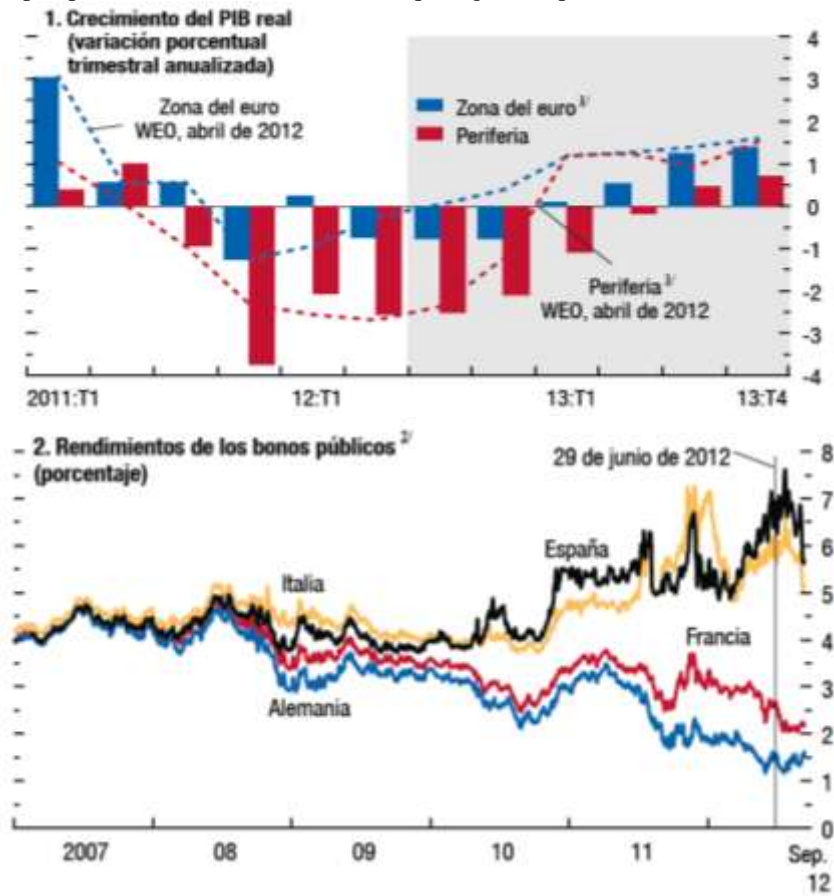 1. Crecimiento del PIB real
(variación porcentual
trimestral anualizada)
Zona del euro
WEO, abril de 2012
Zona del euro 3/
Periferia
Periferia 3/
WEO, abril de 2012
4
3
2
1
0
-1
-2
-3
-4
2011:T1
12:T1
13:T1
13:T4
2. Rendimientos de los bonos públicos 2/
(porcentaje)
29 de junio de 2012
España
Italia
Francia
Alemania
8
7
6
5
4
3
2
1
0
2007
08
09
10
11
Sep.
12